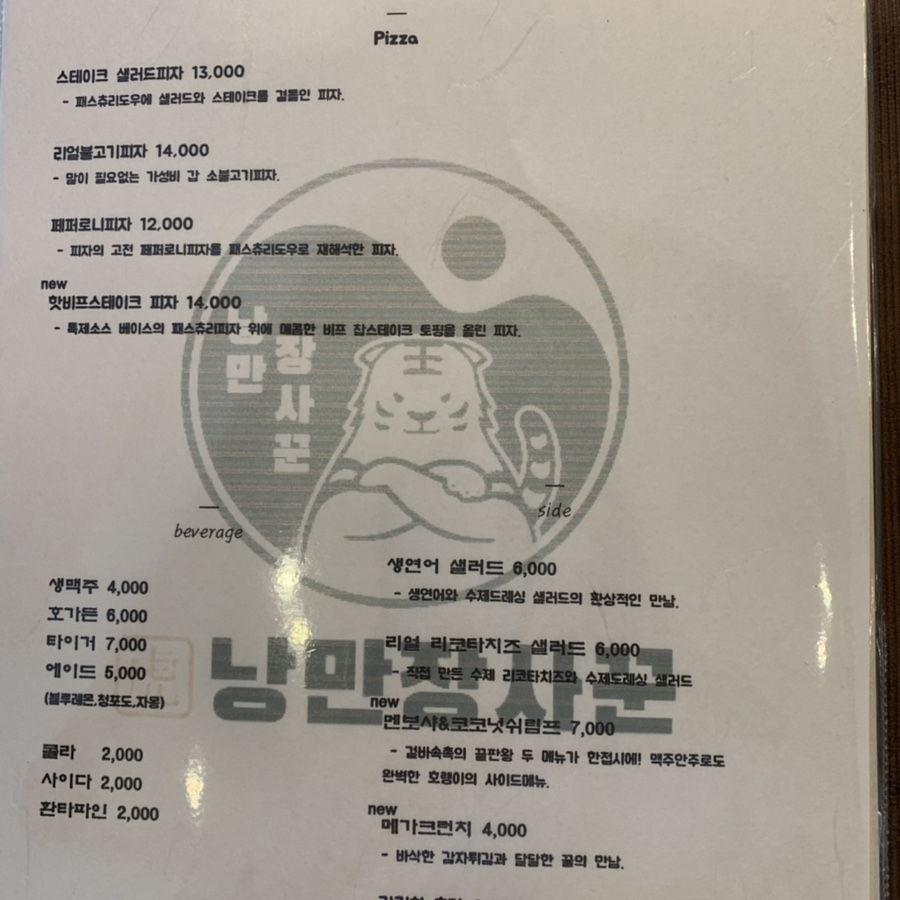 Pizza
스테이크 샐러드피자 13,000
- 패스츄리도우에 샐러드와 스테이크를 곁들인 피자.
리얼불고기피자 14,000
- 말이 필요없는 가성비 갑 소불고기피자.
페퍼로니피자 12,000
- 피자의 고전 페퍼로니피자를 패스츄리도우로 재해석한 피자.
new
핫비프스테이크 피자 14,000
- 특제소스 베이스의 패스츄리피자 위에 매콤한 비프 찹스테이크 토핑을 올린 피자.
낭만
장사꾼
beverage
생맥주 4,000
호가든 6,000
타이거 7,000
에이드 5,000
(블루레몬,청포도,자몽)
콜라 2,000
사이다 2,000
환타파인 2,000
side
생연어 샐러드 6,000
- 생연어와 수제드레싱 샐러드의 환상적인 만남.
리얼 리코타치즈 샐러드 6,000
- 직접 만든 수제 리코타치즈와 수제드레싱 샐러드
new
멘보샤&코코넛쉬림프 7,000
- 겉바속촉의 끝판왕 두 메뉴가 한접시에! 맥주안주로도
완벽한 호랭이의 사이드메뉴.
new
메가크런치 4,000
- 바삭한 감자튀김과 달달한 꿀의 만남.
낭만장사꾼